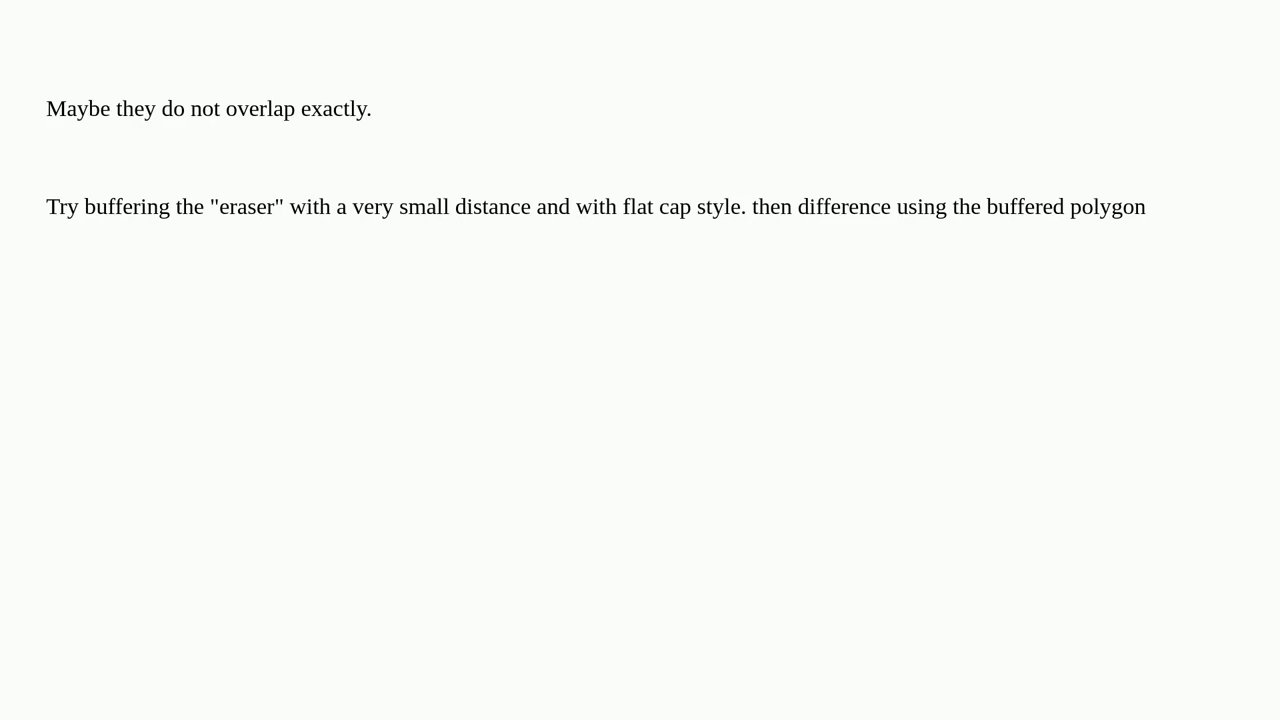 Maybe they do not overlap exactly.
Try buffering the "eraser" with a very small distance and with flat cap style. then difference using the buffered polygon